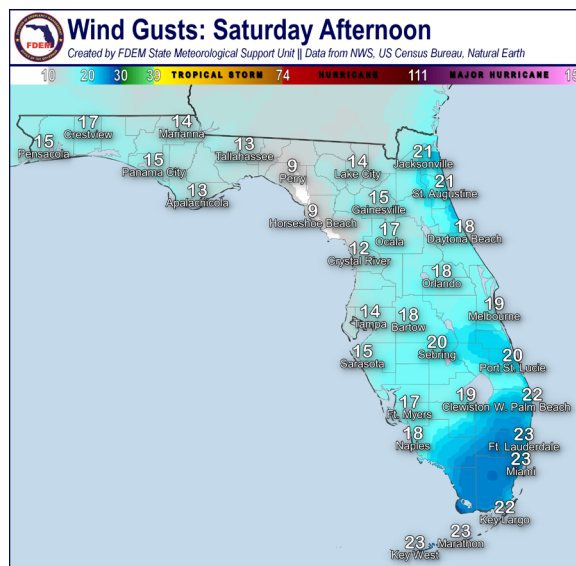 Wind Gusts: Saturday Afternoon
FDEM
Created by FDEM State Meteorological Support Unit || Data from NWS, US Census Bureau, Natural Earth
10 20 30 39 TROPICAL STORM 74 HURRICANE 111 MAJOR HURRICANE
17
Crestview
14
Marianna
15
Pensacola
13
Tallahassee
15
Panama City
9
Perry
14
Lake City
21
Jacksonville
13
Apalachicola
21
St. Augustine
15
Gainesville
9
Horseshoe Beach
17
Ocala
18
Daytona Beach
12
Crystal River
18
Orlando
19
Melbourne
14
Tampa
18
Bartow
20
Sebring
20
Port St. Lucie
15
Sarasota
17
Ft. Myers
19
Clewiston
22
W. Palm Beach
18
Naples
23
Ft. Lauderdale
23
Miami
22
Key Largo
23
Marathon
23
Key West